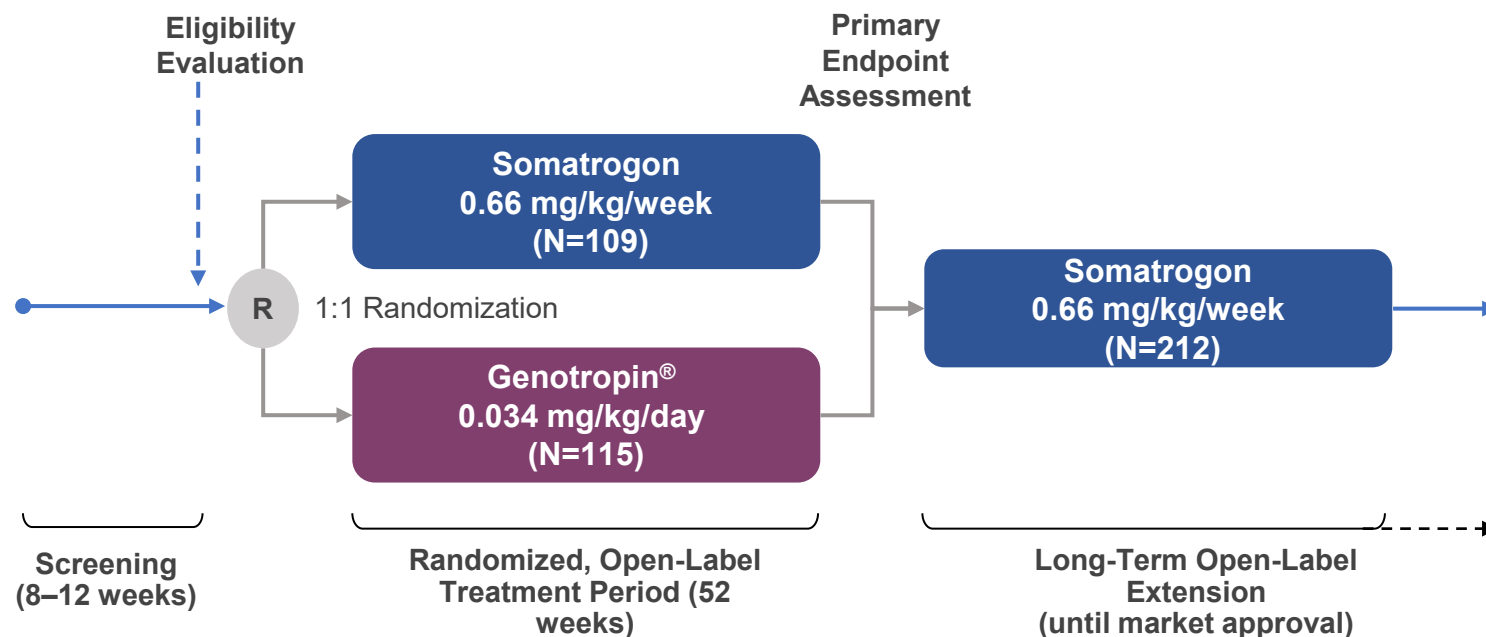 Eligibility
Evaluation
Primary
Endpoint
Assessment
Somatrogon
0.66 mg/kg/week
(N=109)
R
1:1 Randomization
Genotropin®
0.034 mg/kg/day
(N=115)
Somatrogon
0.66 mg/kg/week
(N=212)
Screening
(8–12 weeks)
Randomized, Open-Label
Treatment Period (52
weeks)
Long-Term Open-Label
Extension
(until market approval)